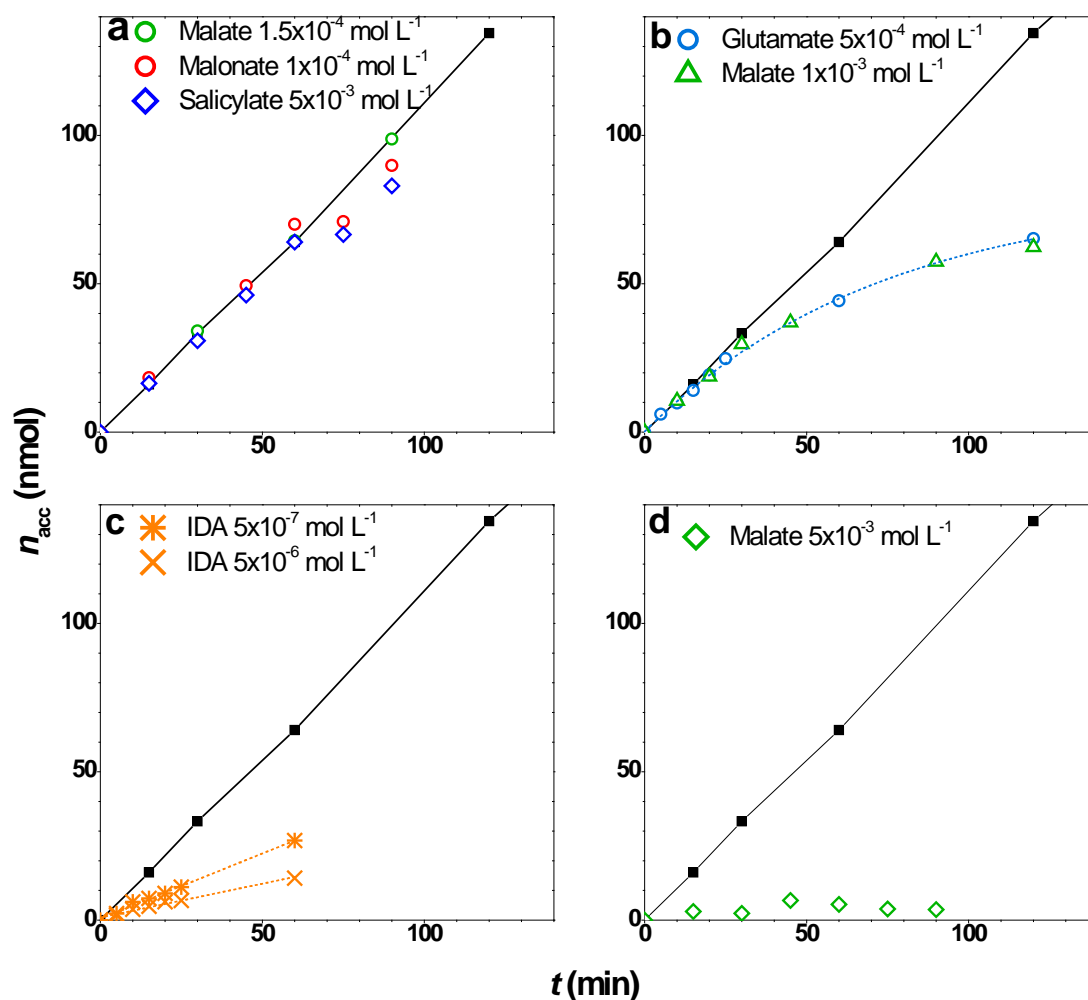 a
Malate 1.5x10⁻⁴ mol L⁻¹
Malonate 1x10⁻⁴ mol L⁻¹
Salicylate 5x10⁻³ mol L⁻¹
100
50
0
0 50 100
b
Glutamate 5x10⁻⁴ mol L⁻¹
Malate 1x10⁻³ mol L⁻¹
100
50
0
0 50 100
n_acc (nmol)
c
IDA 5x10⁻⁷ mol L⁻¹
IDA 5x10⁻⁶ mol L⁻¹
100
50
0
0 50 100
d
Malate 5x10⁻³ mol L⁻¹
100
50
0
0 50 100
t (min)